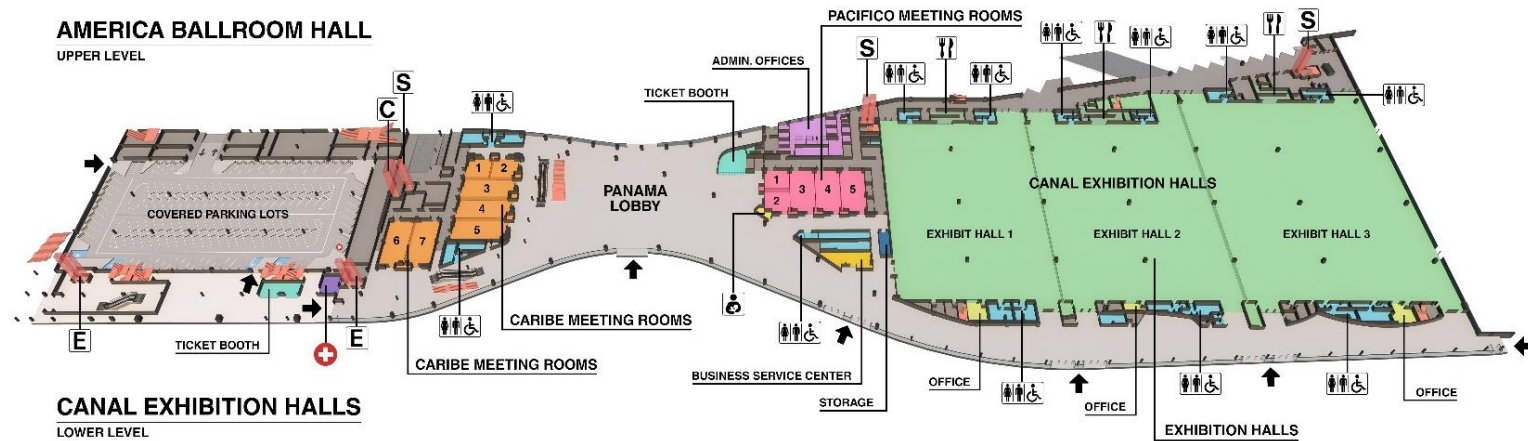 AMERICA BALLROOM HALL
UPPER LEVEL
PACIFICO MEETING ROOMS
S
S
ADMIN. OFFICES
S
C
TICKET BOOTH
1 2
3
4
5
6 7
COVERED PARKING LOTS
PANAMA
LOBBY
1
2
3 4 5
CANAL EXHIBITION HALLS
EXHIBIT HALL 1
EXHIBIT HALL 2
EXHIBIT HALL 3
E
TICKET BOOTH
E
CARIBE MEETING ROOMS
CARIBE MEETING ROOMS
BUSINESS SERVICE CENTER
STORAGE
OFFICE
OFFICE
OFFICE
EXHIBITION HALLS
CANAL EXHIBITION HALLS
LOWER LEVEL